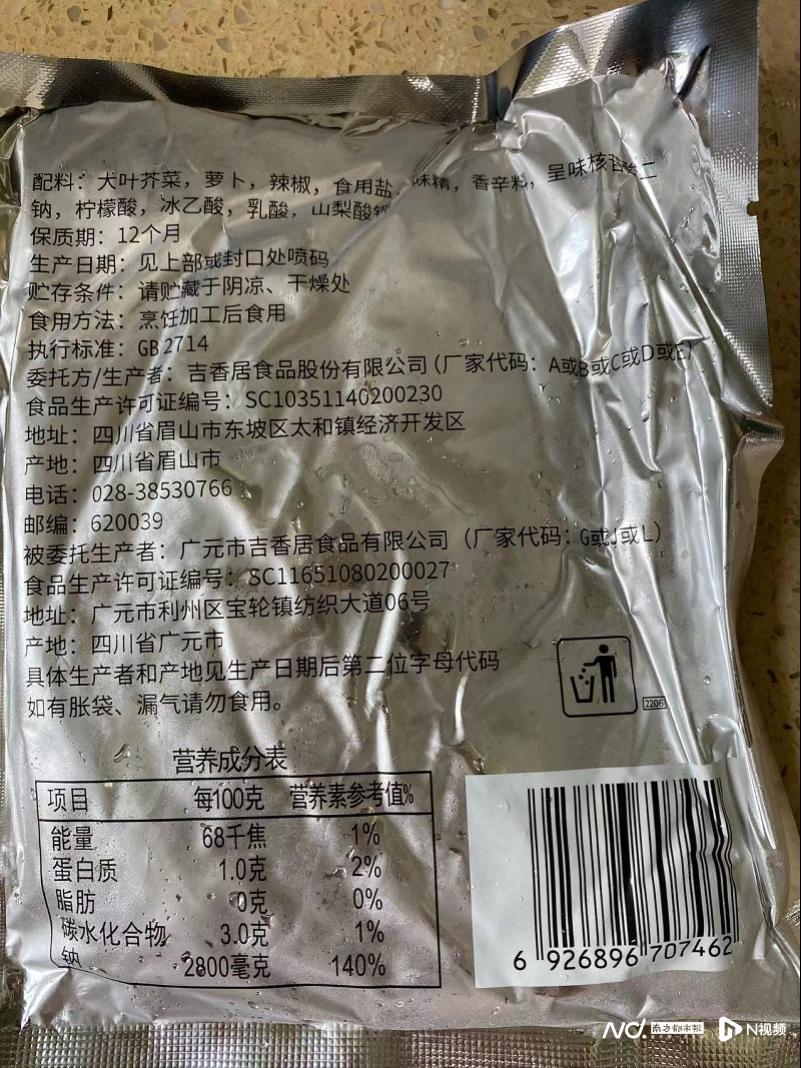 配料：大叶芥菜，萝卜，辣椒，食用盐，味精，香辛料，呈味核苷酸二
钠，柠檬酸，冰乙酸，乳酸，山梨酸钾
保质期：12个月
生产日期：见上部或封口处喷码
贮存条件：请贮藏于阴凉、干燥处
食用方法：烹饪加工后食用
执行标准：GB 2714
委托方/生产者：吉香居食品股份有限公司（厂家代码：A或B或C或D或E）
食品生产许可证编号：SC10351140200230
地址：四川省眉山市东坡区太和镇经济开发区
产地：四川省眉山市
电话：028-38530766
邮编：620039
被委托生产者：广元市吉香居食品有限公司（厂家代码：G或J或L）
食品生产许可证编号：SC11651080200027
地址：广元市利州区宝轮镇纺织大道06号
产地：四川省广元市
具体生产者和产地见生产日期后第二位字母代码
如有胀袋、漏气请勿食用。
2206
营养成分表
项目 每100克 营养素参考值%
能量 68千焦 1%
蛋白质 1.0克 2%
脂肪 0克 0%
碳水化合物 3.0克 1%
钠 2800毫克 140%
6 926896 707462
N. 南方都市报 N视频